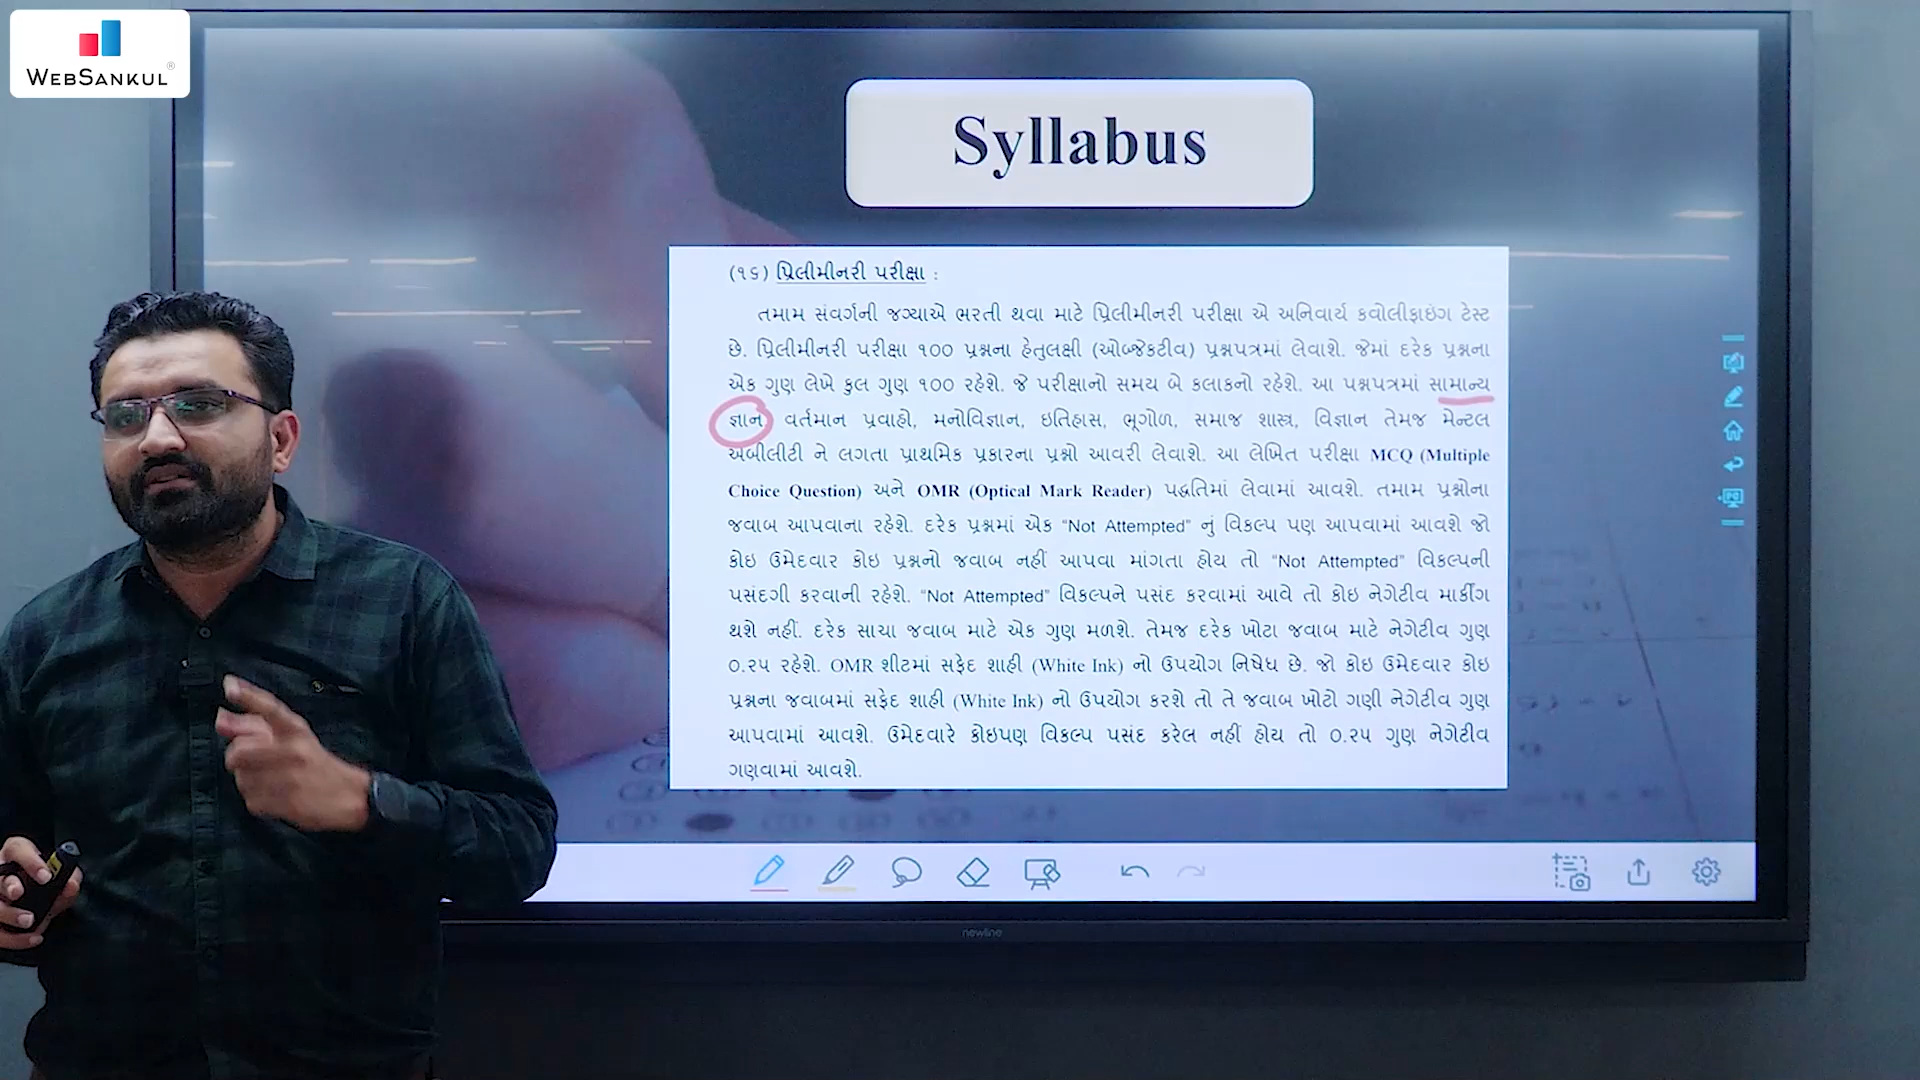 WEBSANKUL®
Syllabus
(૧૬) પ્રિલીમીનરી પરીક્ષા :
તમામ સંવર્ગની જગ્યાએ ભરતી થવા માટે પ્રિલીમીનરી પરીક્ષા એ અનિવાર્ય કવોલીફાઇંગ ટેસ્ટ
છે. પ્રિલીમીનરી પરીક્ષા ૧૦૦ પ્રશ્નના હેતુલક્ષી (ઓબ્જેકટીવ) પ્રશ્નપત્રમાં લેવાશે. જેમાં દરેક પ્રશ્નના
એક ગુણ લેખે કુલ ગુણ ૧૦૦ રહેશે. જે પરીક્ષાનો સમય બે કલાકનો રહેશે. આ પશ્નપત્રમાં સામાન્ય
જ્ઞાન, વર્તમાન પ્રવાહો, મનોવિજ્ઞાન, ઇતિહાસ, ભૂગોળ, સમાજ શાસ્ત્ર, વિજ્ઞાન તેમજ મેન્ટલ
અબીલીટી ને લગતા પ્રાથમિક પ્રકારના પ્રશ્નો આવરી લેવાશે. આ લેખિત પરીક્ષા MCQ (Multiple
Choice Question) અને OMR (Optical Mark Reader) પદ્ધતિમાં લેવામાં આવશે. તમામ પ્રશ્નોના
જવાબ આપવાના રહેશે. દરેક પ્રશ્નમાં એક “Not Attempted” નું વિકલ્પ પણ આપવામાં આવશે જો
કોઇ ઉમેદવાર કોઇ પ્રશ્નનો જવાબ નહીં આપવા માંગતા હોય તો “Not Attempted” વિકલ્પની
પસંદગી કરવાની રહેશે. “Not Attempted” વિકલ્પને પસંદ કરવામાં આવે તો કોઇ નેગેટીવ માર્કીંગ
થશે નહીં. દરેક સાચા જવાબ માટે એક ગુણ મળશે. તેમજ દરેક ખોટા જવાબ માટે નેગેટીવ ગુણ
૦.૨૫ રહેશે. OMR શીટમાં સફેદ શાહી (White Ink) નો ઉપયોગ નિષેધ છે. જો કોઇ ઉમેદવાર કોઇ
પ્રશ્નના જવાબમાં સફેદ શાહી (White Ink) નો ઉપયોગ કરશે તો તે જવાબ ખોટો ગણી નેગેટીવ ગુણ
આપવામાં આવશે. ઉમેદવારે કોઇપણ વિકલ્પ પસંદ કરેલ નહીં હોય તો ૦.૨૫ ગુણ નેગેટીવ
ગણવામાં આવશે.
newline